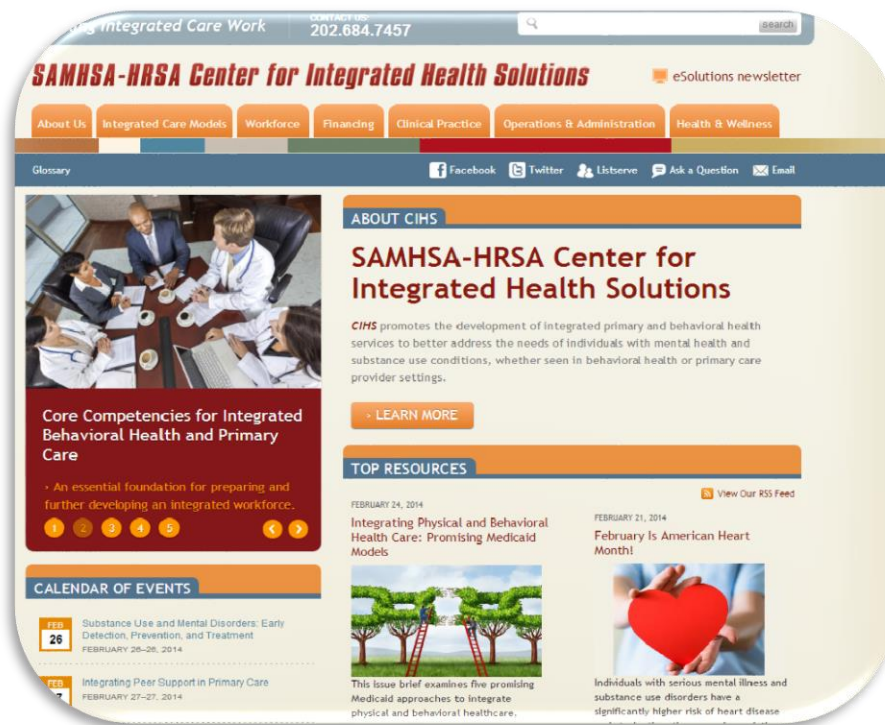 Integrated Care Work
CONTACT US:
202.684.7457
search
SAMHSA-HRSA Center for Integrated Health Solutions
eSolutions newsletter
About Us
Integrated Care Models
Workforce
Financing
Clinical Practice
Operations & Administration
Health & Wellness
Glossary
Facebook
Twitter
Listserve
Ask a Question
Email
Core Competencies for Integrated
Behavioral Health and Primary
Care
· An essential foundation for preparing and
further developing an integrated workforce.
1 2 3 4 5
ABOUT CIHS
SAMHSA-HRSA Center for
Integrated Health Solutions
CIHS promotes the development of integrated primary and behavioral health
services to better address the needs of individuals with mental health and
substance use conditions, whether seen in behavioral health or primary care
provider settings.
› LEARN MORE
CALENDAR OF EVENTS
FEB
26
Substance Use and Mental Disorders: Early
Detection, Prevention, and Treatment
FEBRUARY 26–26, 2014
FEB
Integrating Peer Support in Primary Care
FEBRUARY 27–27, 2014
TOP RESOURCES
View Our RSS Feed
FEBRUARY 24, 2014
Integrating Physical and Behavioral
Health Care: Promising Medicaid
Models
This issue brief examines five promising
Medicaid approaches to integrate
physical and behavioral healthcare.
FEBRUARY 21, 2014
February Is American Heart
Month!
Individuals with serious mental illness and
substance use disorders have a
significantly higher risk of heart disease